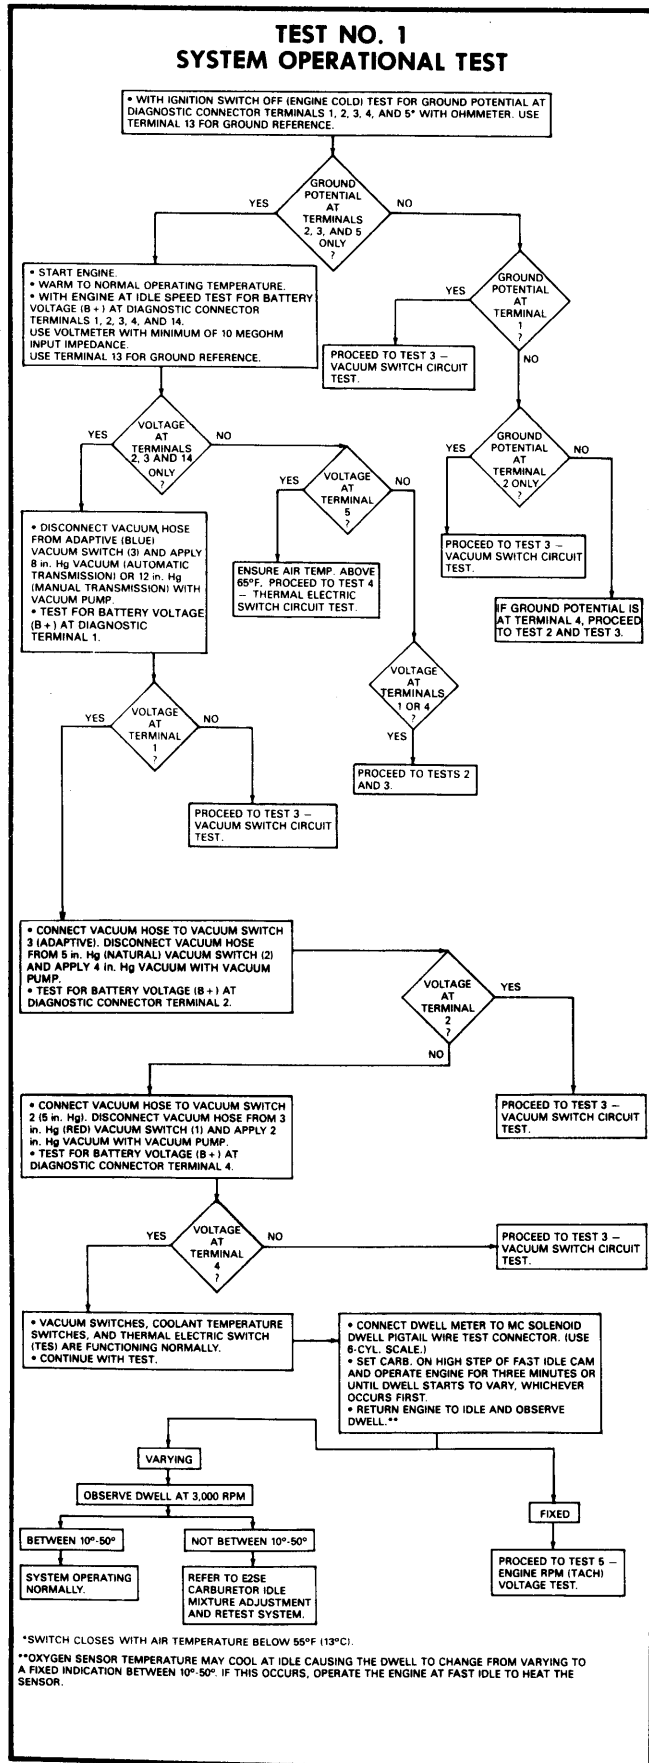 TEST NO. 1
SYSTEM OPERATIONAL TEST
• WITH IGNITION SWITCH OFF (ENGINE COLD) TEST FOR GROUND POTENTIAL AT
DIAGNOSTIC CONNECTOR TERMINALS 1, 2, 3, 4, AND 5* WITH OHMMETER. USE
TERMINAL 13 FOR GROUND REFERENCE.
GROUND
POTENTIAL
AT
TERMINALS
2, 3, AND 5
ONLY
?
YES
NO
• START ENGINE.
• WARM TO NORMAL OPERATING TEMPERATURE.
• WITH ENGINE AT IDLE SPEED TEST FOR BATTERY
VOLTAGE (B+) AT DIAGNOSTIC CONNECTOR
TERMINALS 1, 2, 3, 4, AND 14.
USE VOLTMETER WITH MINIMUM OF 10 MEGOHM
INPUT IMPEDANCE.
USE TERMINAL 13 FOR GROUND REFERENCE.
GROUND
POTENTIAL
AT
TERMINAL
1
?
YES
PROCEED TO TEST 3 –
VACUUM SWITCH CIRCUIT
TEST.
NO
VOLTAGE
AT
TERMINALS
2, 3 AND 14
ONLY
?
YES
NO
VOLTAGE
AT
TERMINAL
5
?
YES
NO
GROUND
POTENTIAL
AT
TERMINAL
2 ONLY.
?
YES
NO
• DISCONNECT VACUUM HOSE
FROM ADAPTIVE (BLUE)
VACUUM SWITCH (3) AND APPLY
8 in. Hg VACUUM (AUTOMATIC
TRANSMISSION) OR 12 in. Hg
(MANUAL TRANSMISSION) WITH
VACUUM PUMP.
• TEST FOR BATTERY VOLTAGE
(B+) AT DIAGNOSTIC
TERMINAL 1.
ENSURE AIR TEMP. ABOVE
65°F. PROCEED TO TEST 4
– THERMAL ELECTRIC
SWITCH CIRCUIT TEST.
PROCEED TO TEST 3 –
VACUUM SWITCH CIRCUIT
TEST.
IF GROUND POTENTIAL IS
AT TERMINAL 4, PROCEED
TO TEST 2 AND TEST 3.
VOLTAGE
AT
TERMINALS
1 OR 4
?
YES
PROCEED TO TESTS 2
AND 3.
VOLTAGE
AT
TERMINAL
1
?
YES
NO
PROCEED TO TEST 3 –
VACUUM SWITCH CIRCUIT
TEST.
• CONNECT VACUUM HOSE TO VACUUM SWITCH
3 (ADAPTIVE). DISCONNECT VACUUM HOSE
FROM 5 in. Hg (NATURAL) VACUUM SWITCH (2)
AND APPLY 4 in. Hg VACUUM WITH VACUUM
PUMP.
• TEST FOR BATTERY VOLTAGE (B+) AT
DIAGNOSTIC CONNECTOR TERMINAL 2.
VOLTAGE
AT
TERMINAL
2
?
YES
NO
PROCEED TO TEST 3 –
VACUUM SWITCH CIRCUIT
TEST.
• CONNECT VACUUM HOSE TO VACUUM SWITCH
2 (5 in. Hg). DISCONNECT VACUUM HOSE FROM 3
in. Hg (RED) VACUUM SWITCH (1) AND APPLY 2
in. Hg VACUUM WITH VACUUM PUMP.
• TEST FOR BATTERY VOLTAGE (B+) AT
DIAGNOSTIC CONNECTOR TERMINAL 4.
VOLTAGE
AT
TERMINAL
4
?
YES
NO
PROCEED TO TEST 3 –
VACUUM SWITCH CIRCUIT
TEST.
• VACUUM SWITCHES, COOLANT TEMPERATURE
SWITCHES, AND THERMAL ELECTRIC SWITCH
(TES) ARE FUNCTIONING NORMALLY.
• CONTINUE WITH TEST.
• CONNECT DWELL METER TO MC SOLENOID
DWELL PIGTAIL WIRE TEST CONNECTOR. (USE
6-CYL. SCALE.)
• SET CARB. ON HIGH STEP OF FAST IDLE CAM
AND OPERATE ENGINE FOR THREE MINUTES OR
UNTIL DWELL STARTS TO VARY, WHICHEVER
OCCURS FIRST.
• RETURN ENGINE TO IDLE AND OBSERVE
DWELL.**
VARYING
OBSERVE DWELL AT 3,000 RPM
FIXED
BETWEEN 10°-50°
NOT BETWEEN 10°-50°
SYSTEM OPERATING
NORMALLY.
REFER TO E2SE
CARBURETOR IDLE
MIXTURE ADJUSTMENT
AND RETEST SYSTEM.
PROCEED TO TEST 5 –
ENGINE RPM (TACH)
VOLTAGE TEST.
*SWITCH CLOSES WITH AIR TEMPERATURE BELOW 55°F (13°C).
**OXYGEN SENSOR TEMPERATURE MAY COOL AT IDLE CAUSING THE DWELL TO CHANGE FROM VARYING TO
A FIXED INDICATION BETWEEN 10°-50°. IF THIS OCCURS, OPERATE THE ENGINE AT FAST IDLE TO HEAT THE
SENSOR.